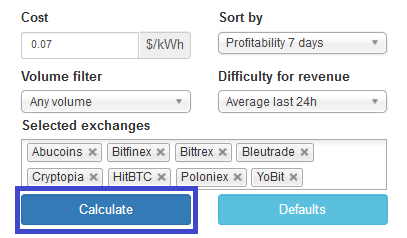 Cost
Sort by
0.07 $/kWh
Profitability 7 days
Volume filter
Difficulty for revenue
Any volume
Average last 24h
Selected exchanges
Abucoins × Bitfinex × Bittrex × Bleutrade ×
Cryptopia × HitBTC × Poloniex × YoBit ×
Calculate
Defaults